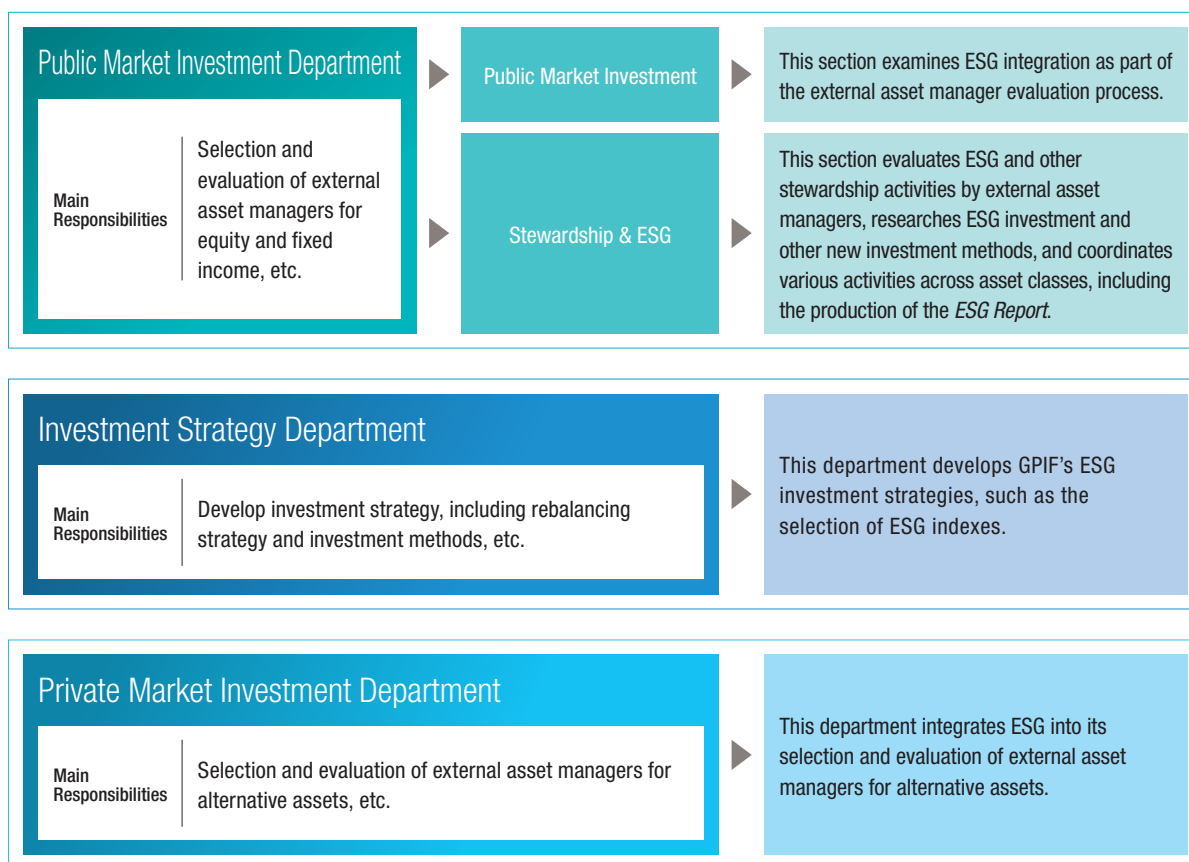 Public Market Investment Department
Main
Responsibilities
Selection and
evaluation of external
asset managers for
equity and fixed
income, etc.
Public Market Investment
This section examines ESG integration as part of
the external asset manager evaluation process.
Stewardship & ESG
This section evaluates ESG and other
stewardship activities by external asset
managers, researches ESG investment and
other new investment methods, and coordinates
various activities across asset classes, including
the production of the ESG Report.
Investment Strategy Department
Main
Responsibilities
Develop investment strategy, including rebalancing
strategy and investment methods, etc.
This department develops GPIF's ESG
investment strategies, such as the
selection of ESG indexes.
Private Market Investment Department
Main
Responsibilities
Selection and evaluation of external asset managers for
alternative assets, etc.
This department integrates ESG into its
selection and evaluation of external asset
managers for alternative assets.